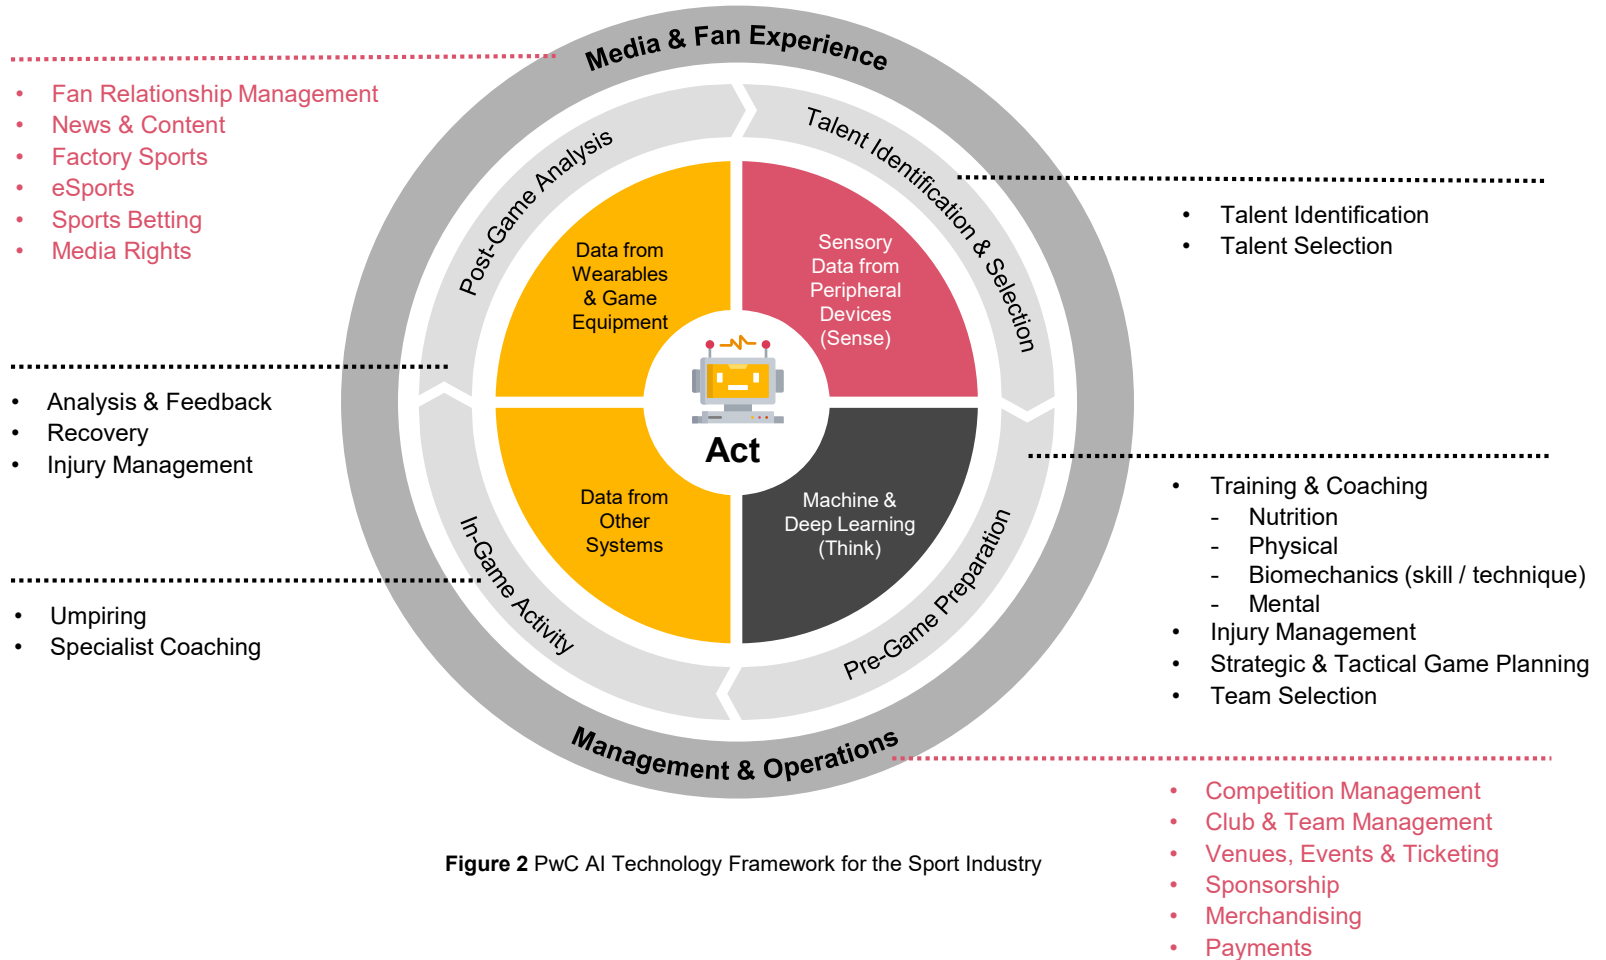 Media & Fan Experience
• Fan Relationship Management
• News & Content
• Factory Sports
• eSports
• Sports Betting
• Media Rights
Post-Game Analysis
Talent Identification & Selection
• Talent Identification
• Talent Selection
Data from
Wearables
& Game
Equipment
Sensory
Data from
Peripheral
Devices
(Sense)
Act
• Analysis & Feedback
• Recovery
• Injury Management
Data from
Other
Systems
Machine &
Deep Learning
(Think)
In-Game Activity
Pre-Game Preparation
• Training & Coaching
- Nutrition
- Physical
- Biomechanics (skill / technique)
- Mental
• Injury Management
• Strategic & Tactical Game Planning
• Team Selection
• Umpiring
• Specialist Coaching
Management & Operations
• Competition Management
• Club & Team Management
• Venues, Events & Ticketing
• Sponsorship
• Merchandising
• Payments
Figure 2 PwC AI Technology Framework for the Sport Industry